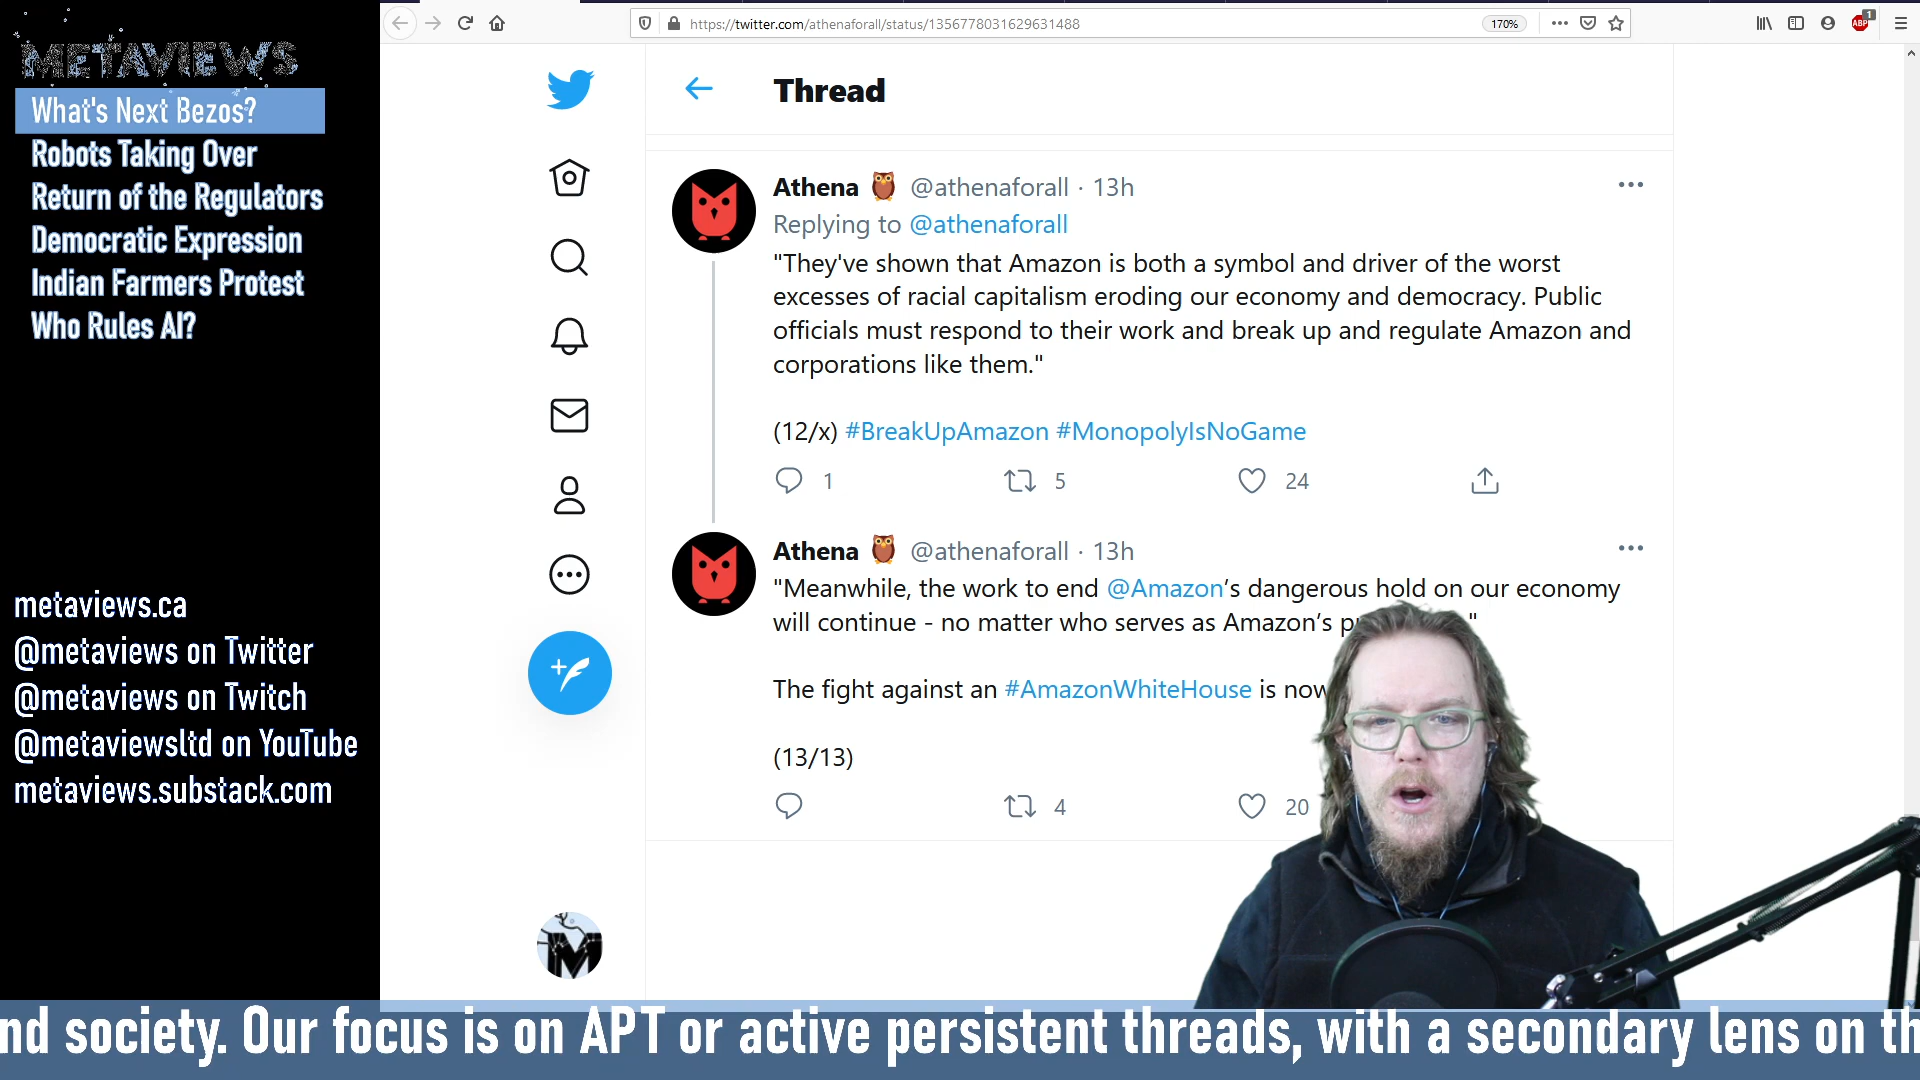 METAVIEWS
What's Next Bezos?
Robots Taking Over
Return of the Regulators
Democratic Expression
Indian Farmers Protest
Who Rules AI?
metaviews.ca
@metaviews on Twitter
@metaviews on Twitch
@metaviewsltd on YouTube
metaviews.substack.com
https://twitter.com/athenaforall/status/1356778031629631488
170%
ABP
1
Thread
Athena @athenaforall · 13h
Replying to @athenaforall
"They've shown that Amazon is both a symbol and driver of the worst
excesses of racial capitalism eroding our economy and democracy. Public
officials must respond to their work and break up and regulate Amazon and
corporations like them."
(12/x) #BreakUpAmazon #MonopolyIsNoGame
1 5 24
Athena @athenaforall · 13h
"Meanwhile, the work to end @Amazon’s dangerous hold on our economy
will continue - no matter who serves as Amazon’s "
The fight against an #AmazonWhiteHouse is now
(13/13)
4 20
M
nd society. Our focus is on APT or active persistent threads, with a secondary lens on th